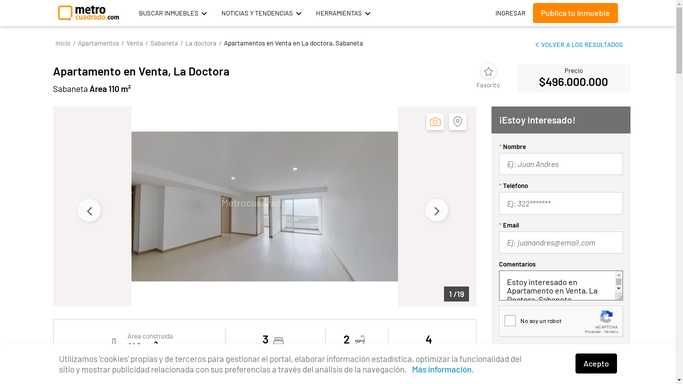 metro
cuadrado.com
BUSCAR INMUEBLES
NOTICIAS Y TENDENCIAS
HERRAMIENTAS
INGRESAR
Publica tu Inmueble
Inicio / Apartamentos / Venta / Sabaneta / La doctora / Apartamentos en Venta en La doctora, Sabaneta
VOLVER A LOS RESULTADOS
Apartamento en Venta, La Doctora
Sabaneta Área 110 m²
Favorito
Precio
$496.000.000
¡Estoy Interesado!
* Nombre
Ej: Juan Andres
* Teléfono
Ej: 322*******
* Email
Ej: juanandres@email.com
Comentarios
Estoy interesado en
Apartamento en Venta, La
Doctora, Sabaneta
No soy un robot
reCAPTCHA
Privacidad - Términos
1 /19
Área construida
3
2
4
Utilizamos 'cookies' propias y de terceros para gestionar el portal, elaborar información estadística, optimizar la funcionalidad del
sitio y mostrar publicidad relacionada con sus preferencias a través del análisis de la navegación. Más información.
Acepto